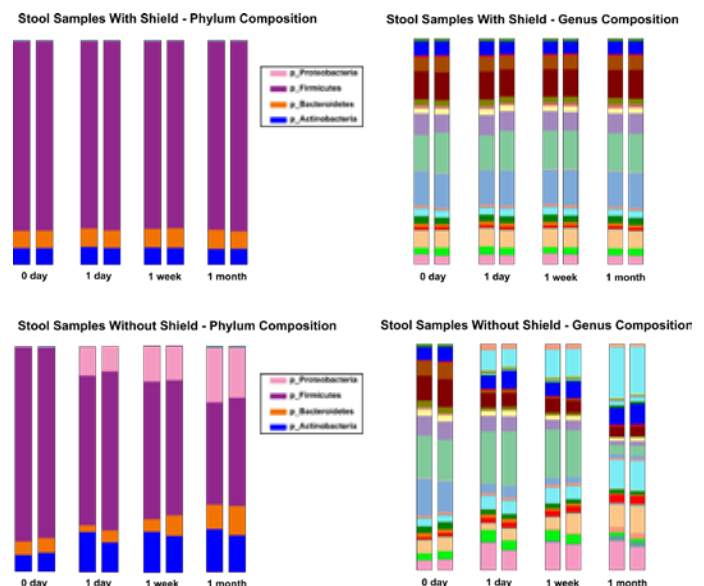 Stool Samples With Shield - Phylum Composition
p_Proteobacteria
p_Firmicutes
p_Bacteroidetes
p_Actinobacteria
0 day
1 day
1 week
1 month
Stool Samples With Shield - Genus Composition
0 day
1 day
1 week
1 month
Stool Samples Without Shield - Phylum Composition
p_Proteobacteria
p_Firmicutes
p_Bacteroidetes
p_Actinobacteria
0 day
1 day
1 week
1 month
Stool Samples Without Shield - Genus Composition
0 day
1 day
1 week
1 month